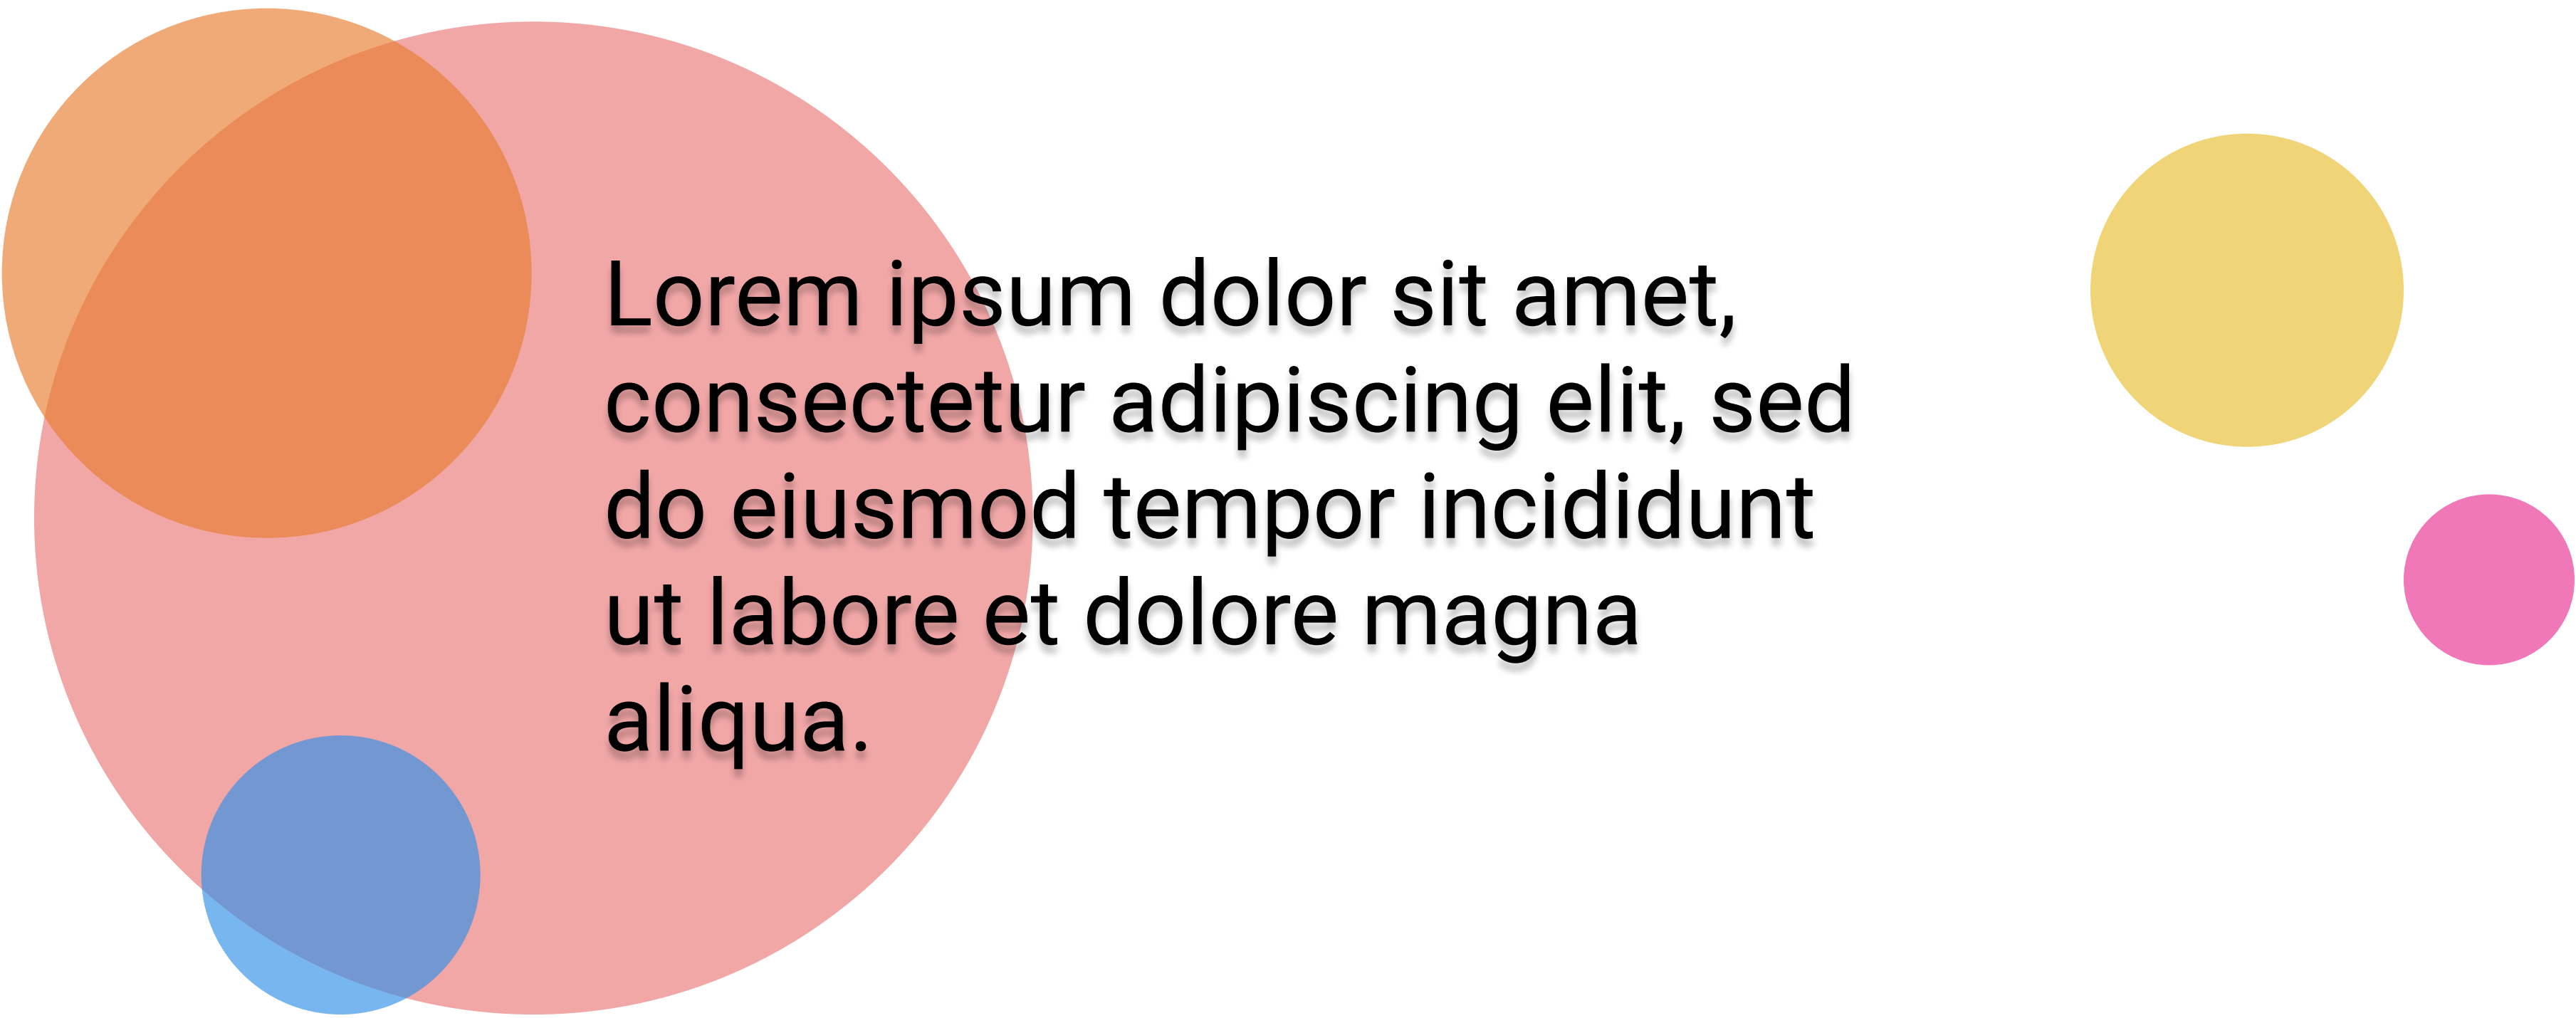 Lorem ipsum dolor sit amet,
consectetur adipiscing elit, sed
do eiusmod tempor incididunt
ut labore et dolore magna
aliqua.